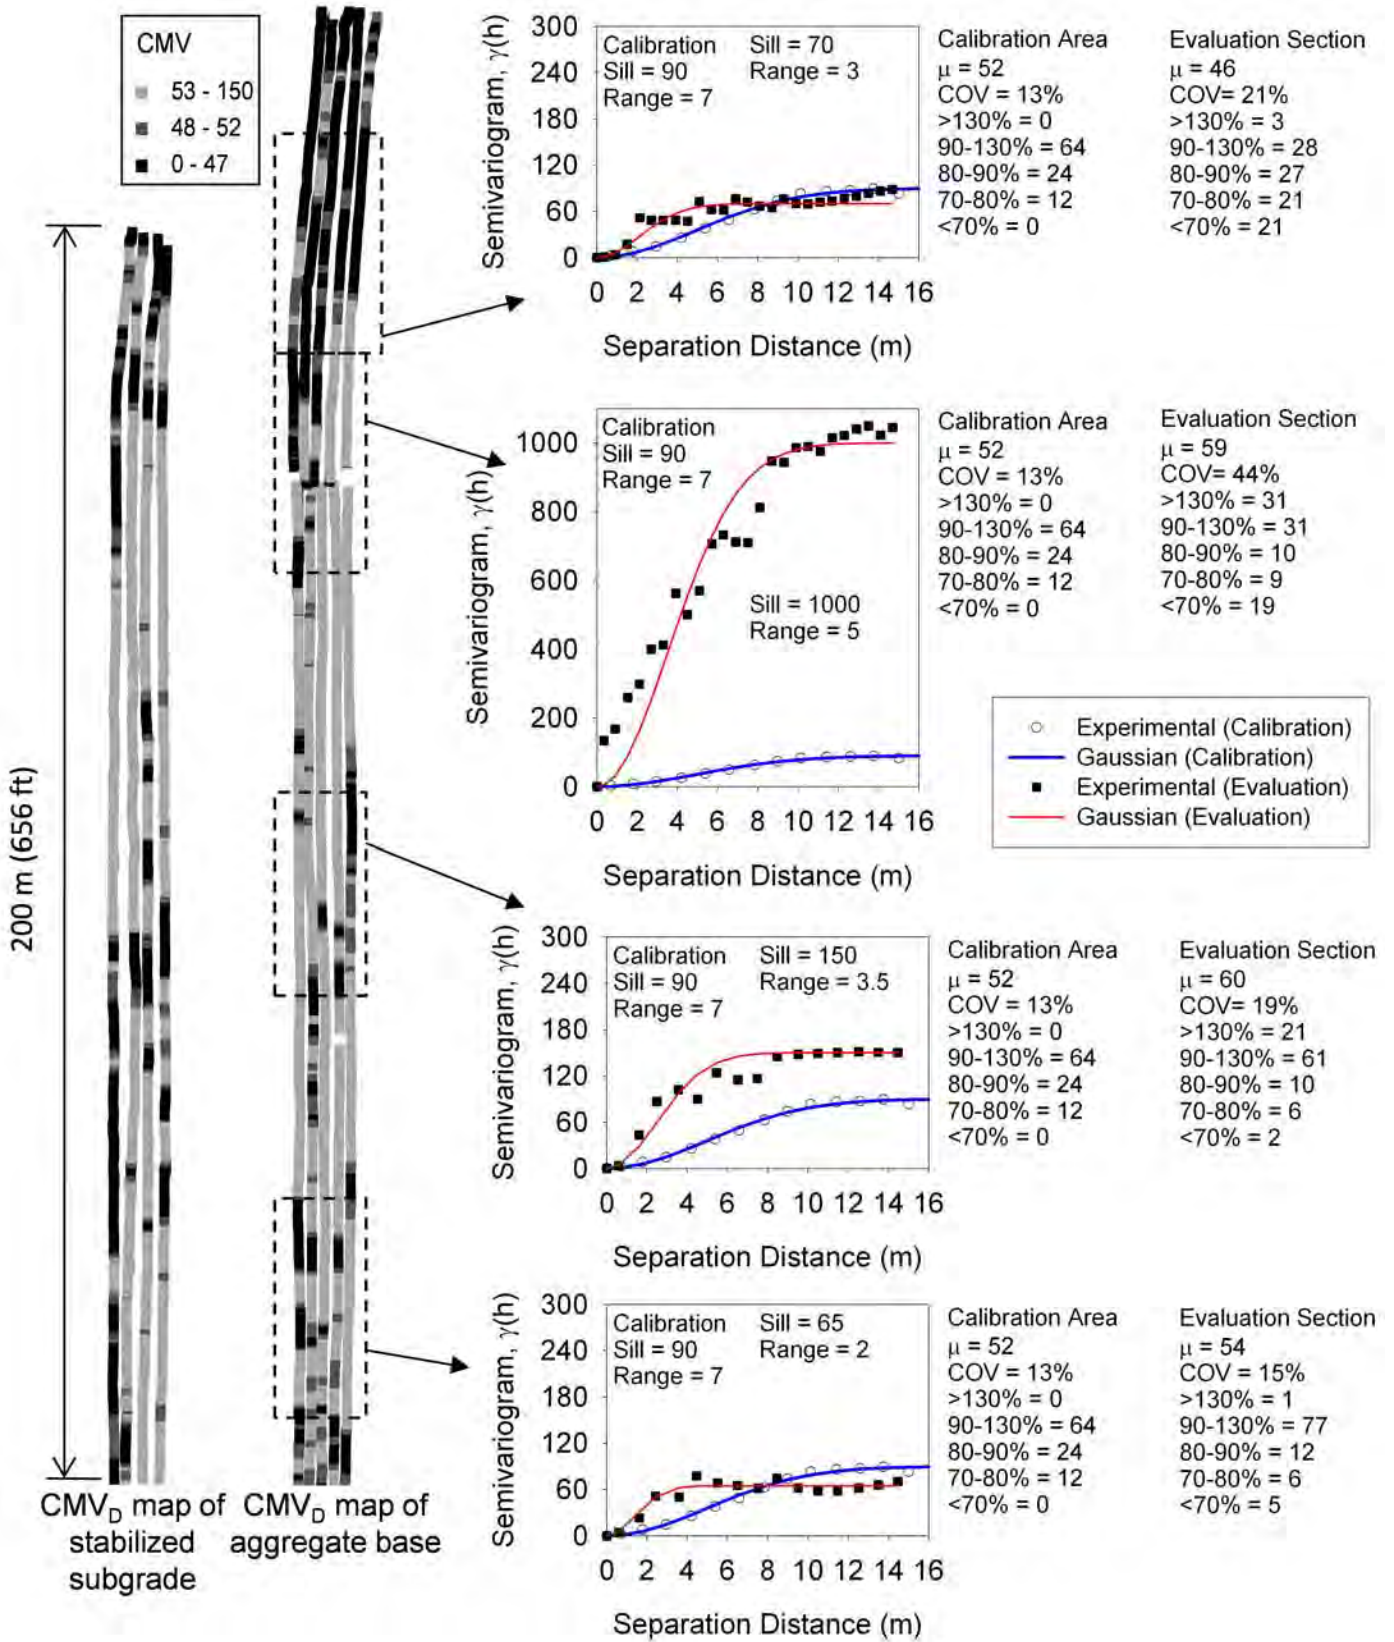 CMV
53 - 150
48 - 52
0 - 47
200 m (656 ft)
CMV_D map of
stabilized
subgrade
CMV_D map of
aggregate base
Semivariogram, γ(h)
300
240
180
120
60
0
Calibration
Sill = 90
Range = 7
Sill = 70
Range = 3
0 2 4 6 8 10 12 14 16
Separation Distance (m)
Calibration Area
μ = 52
COV = 13%
>130% = 0
90-130% = 64
80-90% = 24
70-80% = 12
<70% = 0
Evaluation Section
μ = 46
COV= 21%
>130% = 3
90-130% = 28
80-90% = 27
70-80% = 21
<70% = 21
Semivariogram, γ(h)
1000
800
600
400
200
0
Calibration
Sill = 90
Range = 7
Sill = 1000
Range = 5
0 2 4 6 8 10 12 14 16
Separation Distance (m)
Calibration Area
μ = 52
COV = 13%
>130% = 0
90-130% = 64
80-90% = 24
70-80% = 12
<70% = 0
Evaluation Section
μ = 59
COV= 44%
>130% = 31
90-130% = 31
80-90% = 10
70-80% = 9
<70% = 19
Experimental (Calibration)
Gaussian (Calibration)
Experimental (Evaluation)
Gaussian (Evaluation)
Semivariogram, γ(h)
300
240
180
120
60
0
Calibration
Sill = 90
Range = 7
Sill = 150
Range = 3.5
0 2 4 6 8 10 12 14 16
Separation Distance (m)
Calibration Area
μ = 52
COV = 13%
>130% = 0
90-130% = 64
80-90% = 24
70-80% = 12
<70% = 0
Evaluation Section
μ = 60
COV= 19%
>130% = 21
90-130% = 61
80-90% = 10
70-80% = 6
<70% = 2
Semivariogram, γ(h)
300
240
180
120
60
0
Calibration
Sill = 90
Range = 7
Sill = 65
Range = 2
0 2 4 6 8 10 12 14 16
Separation Distance (m)
Calibration Area
μ = 52
COV = 13%
>130% = 0
90-130% = 64
80-90% = 24
70-80% = 12
<70% = 0
Evaluation Section
μ = 54
COV = 15%
>130% = 1
90-130% = 77
80-90% = 12
70-80% = 6
<70% = 5